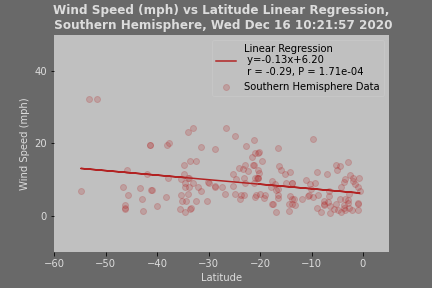 Wind Speed (mph) vs Latitude Linear Regression,
Southern Hemisphere, Wed Dec 16 10:21:57 2020
Linear Regression
y=-0.13x+6.20
r = -0.29, P = 1.71e-04
Southern Hemisphere Data
Wind Speed (mph)
40
20
0
−60 −50 −40 −30 −20 −10 0
Latitude